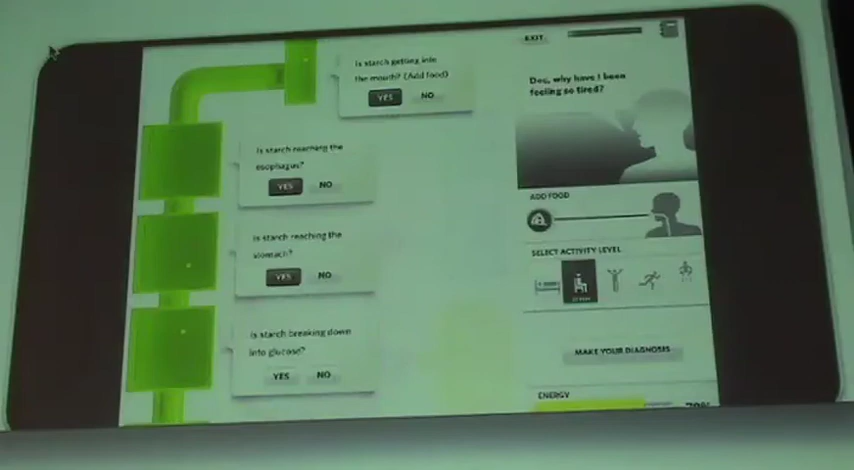 Is starch getting into
the mouth? (Add food)
YES NO
Is starch reaching the
esophagus?
YES NO
Is starch reaching the
stomach?
YES NO
Is starch breaking down
into glucose?
YES NO
EXIT
Doc, why have I been
feeling so tired?
ADD FOOD
SELECT ACTIVITY LEVEL
MAKE YOUR DIAGNOSIS
ENERGY